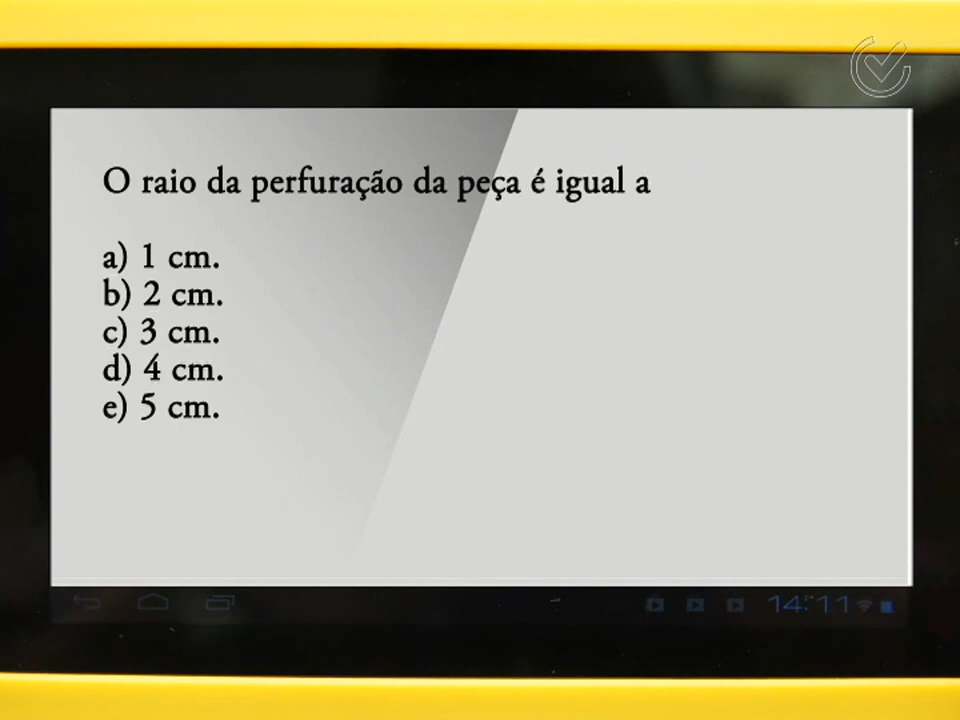 O raio da perfuração da peça é igual a
a) 1 cm.
b) 2 cm.
c) 3 cm.
d) 4 cm.
e) 5 cm.
14:11